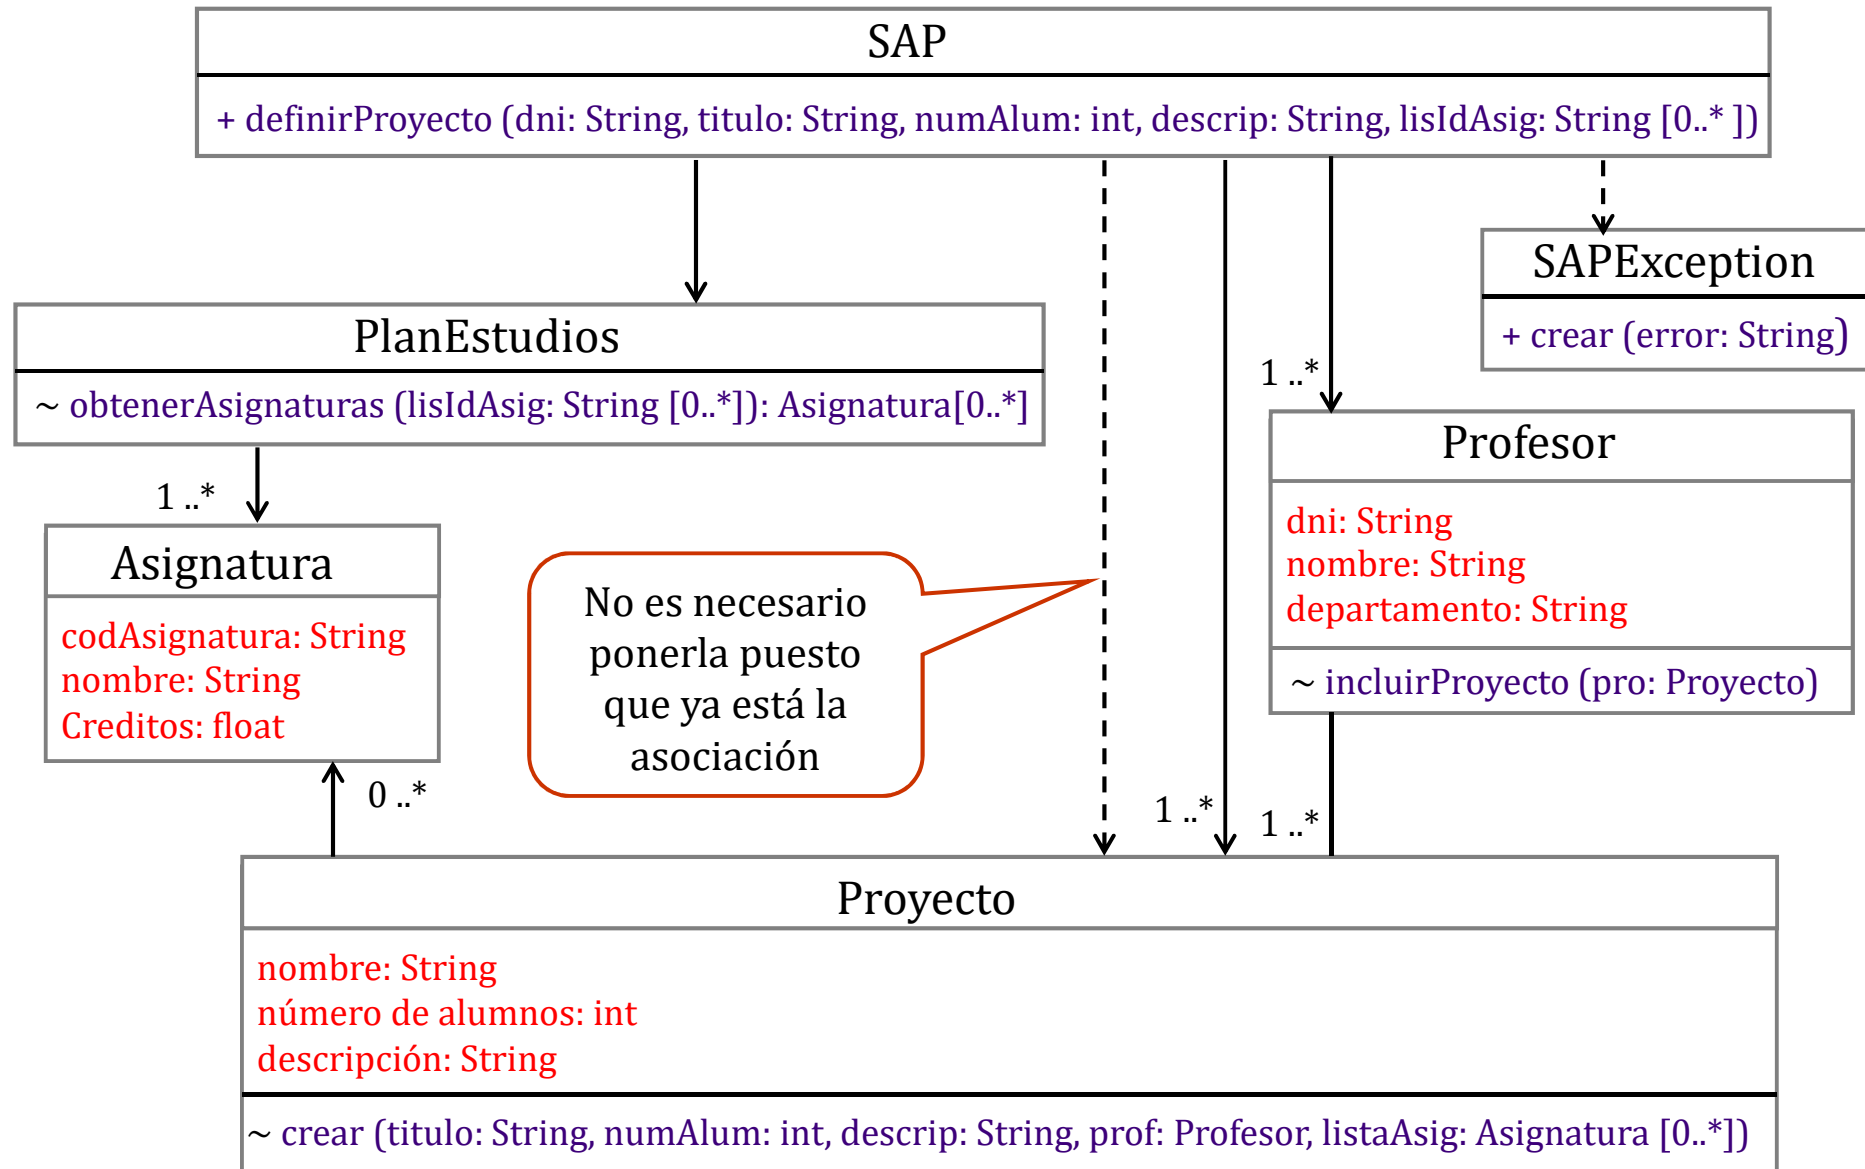 SAP
+ definirProyecto (dni: String, titulo: String, numAlum: int, descrip: String, lisIdAsig: String [0..* ])
SAPException
+ crear (error: String)
PlanEstudios
~ obtenerAsignaturas (lisIdAsig: String [0..*]): Asignatura[0..*]
1 ..*
Profesor
dni: String
nombre: String
departamento: String
~ incluirProyecto (pro: Proyecto)
1 ..*
Asignatura
codAsignatura: String
nombre: String
Creditos: float
No es necesario
ponerla puesto
que ya está la
asociación
0 ..*
1 ..*
1 ..*
Proyecto
nombre: String
número de alumnos: int
descripción: String
~ crear (titulo: String, numAlum: int, descrip: String, prof: Profesor, listaAsig: Asignatura [0..*])